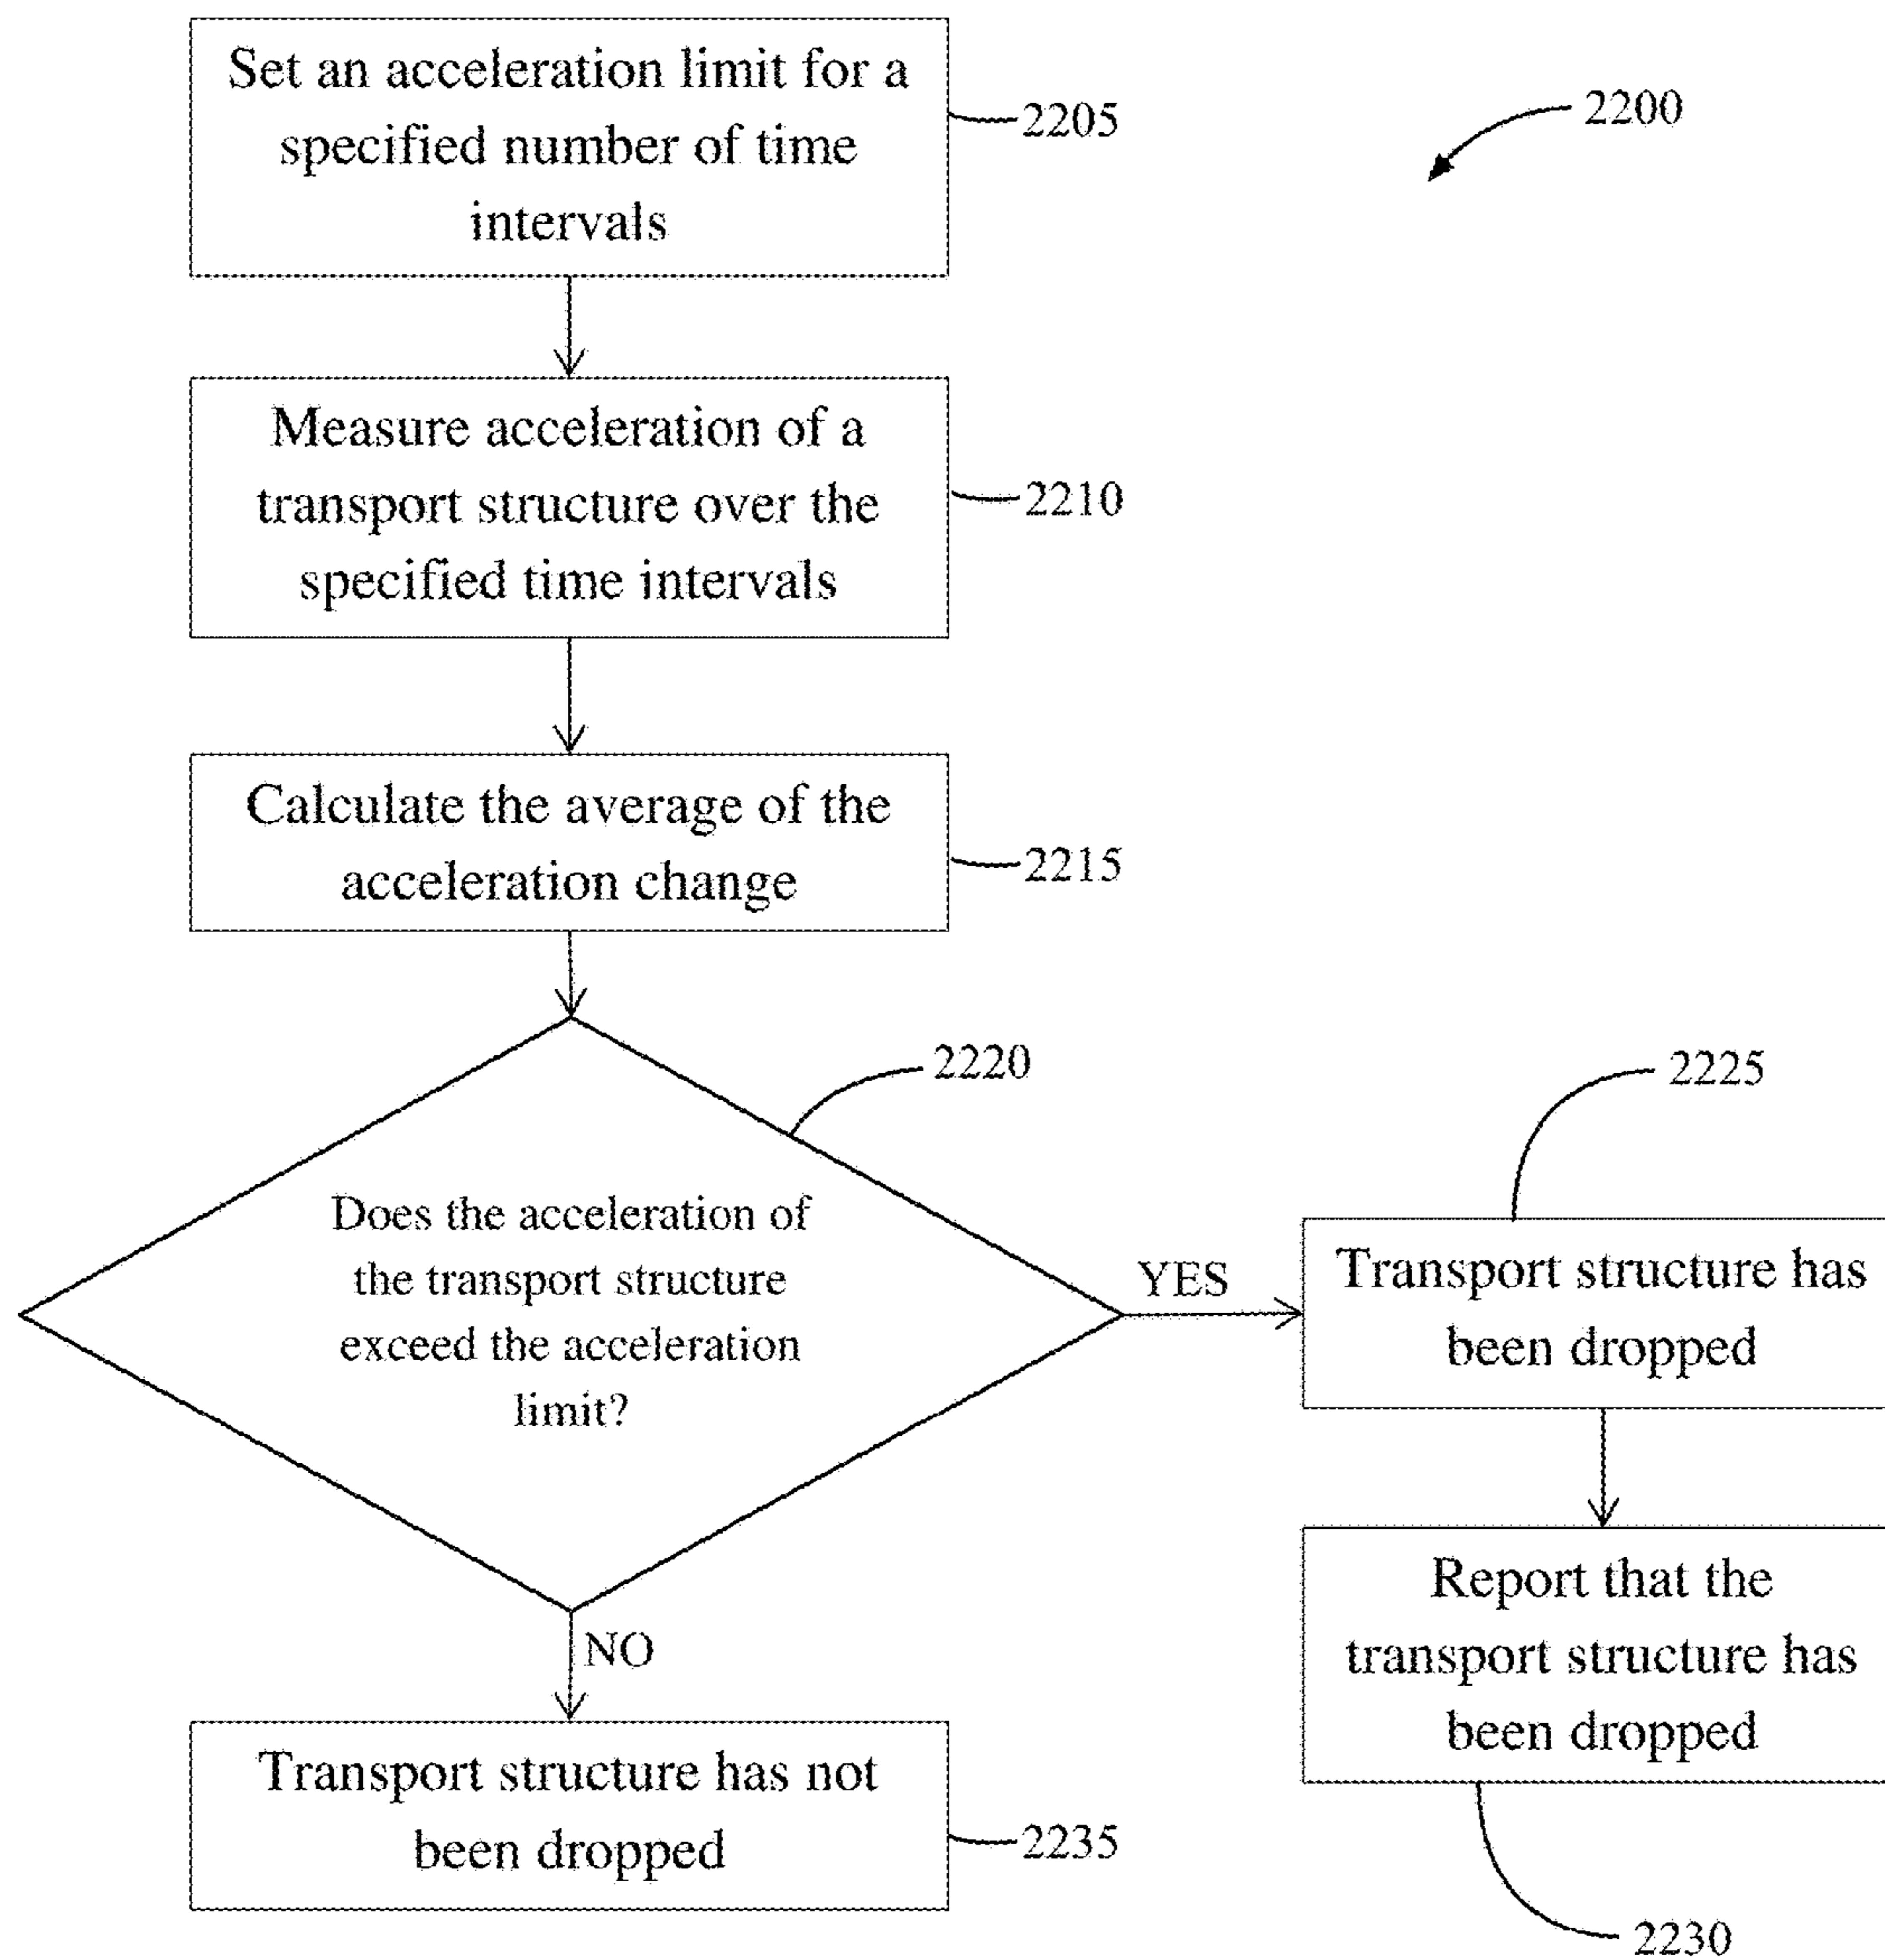 Set an acceleration limit for a
specified number of time
intervals
2205
2200
Measure acceleration of a
transport structure over the
specified time intervals
2210
Calculate the average of the
acceleration change
2215
2220
Does the acceleration of
the transport structure
exceed the acceleration
limit?
YES
2225
Transport structure has
been dropped
Report that the
transport structure has
been dropped
2230
NO
Transport structure has not
been dropped
2235